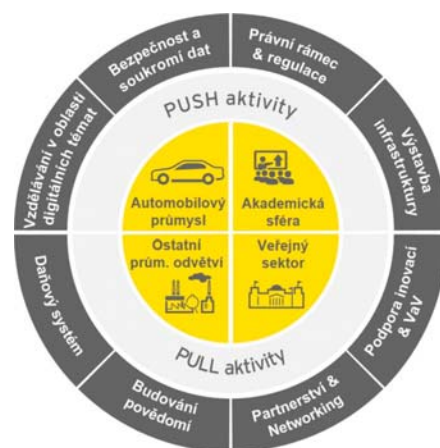 Bezpečnost a
soukromí dat
Právní rámec
& regulace
Vzdělávání v oblasti
digitálních témat
Výstavba
infrastruktury
PUSH aktivity
Automobilový
průmysl
Akademická
sféra
Ostatní
prům. odvětví
Veřejný
sektor
PULL aktivity
Daňový systém
Podpora inovací
& VaV
Budování
povědomí
Partnerství &
Networking